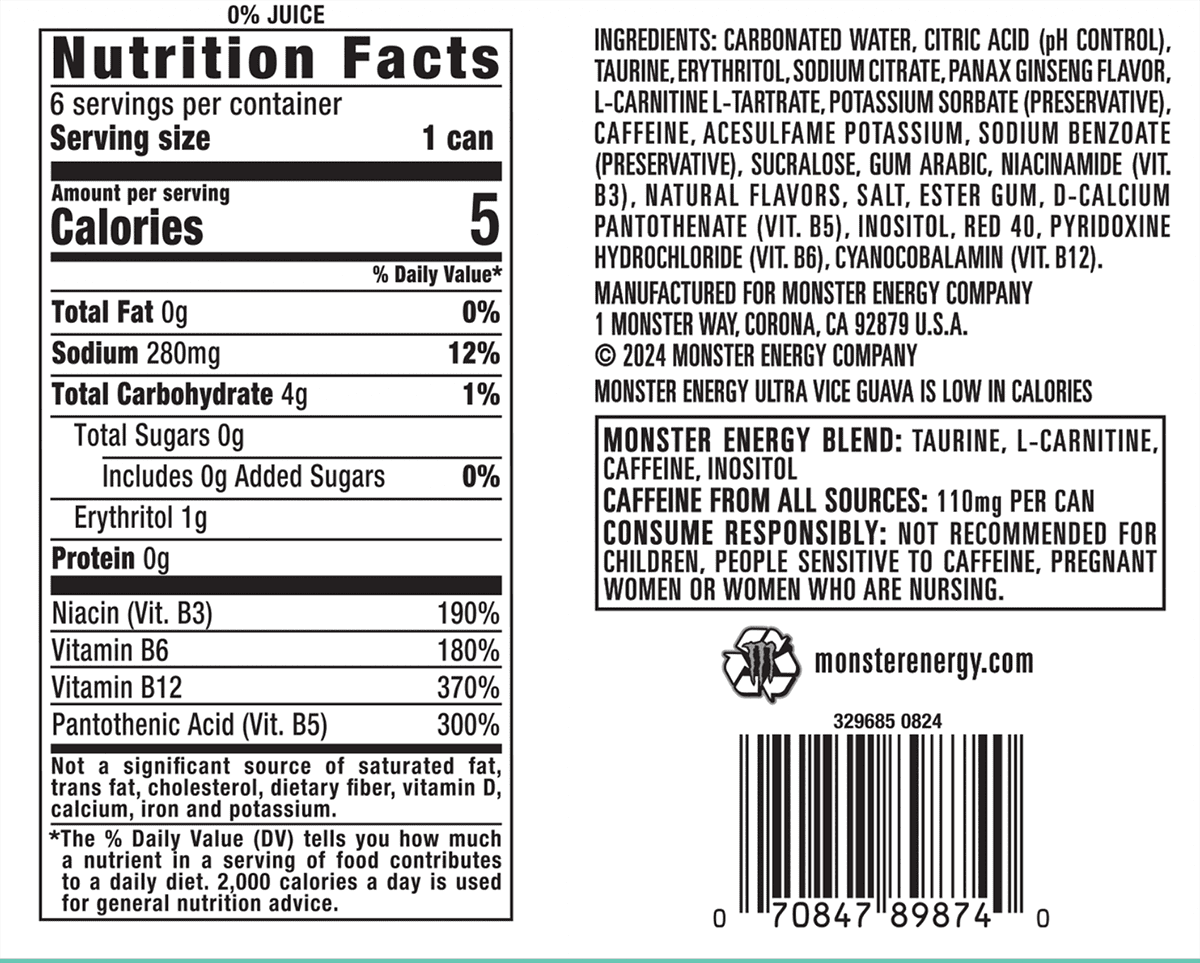 0% JUICE
Nutrition Facts
6 servings per container
Serving size 1 can
Amount per serving
Calories 5
% Daily Value*
Total Fat 0g 0%
Sodium 280mg 12%
Total Carbohydrate 4g 1%
Total Sugars 0g
Includes 0g Added Sugars 0%
Erythritol 1g
Protein 0g
Niacin (Vit. B3) 190%
Vitamin B6 180%
Vitamin B12 370%
Pantothenic Acid (Vit. B5) 300%
Not a significant source of saturated fat,
trans fat, cholesterol, dietary fiber, vitamin D,
calcium, iron and potassium.
*The % Daily Value (DV) tells you how much
a nutrient in a serving of food contributes
to a daily diet. 2,000 calories a day is used
for general nutrition advice.
INGREDIENTS: CARBONATED WATER, CITRIC ACID (pH CONTROL),
TAURINE, ERYTHRITOL, SODIUM CITRATE, PANAX GINSENG FLAVOR,
L-CARNITINE L-TARTRATE, POTASSIUM SORBATE (PRESERVATIVE),
CAFFEINE, ACESULFAME POTASSIUM, SODIUM BENZOATE
(PRESERVATIVE), SUCRALOSE, GUM ARABIC, NIACINAMIDE (VIT.
B3), NATURAL FLAVORS, SALT, ESTER GUM, D-CALCIUM
PANTOTHENATE (VIT. B5), INOSITOL, RED 40, PYRIDOXINE
HYDROCHLORIDE (VIT. B6), CYANOCOBALAMIN (VIT. B12).
MANUFACTURED FOR MONSTER ENERGY COMPANY
1 MONSTER WAY, CORONA, CA 92879 U.S.A.
© 2024 MONSTER ENERGY COMPANY
MONSTER ENERGY ULTRA VICE GUAVA IS LOW IN CALORIES
MONSTER ENERGY BLEND: TAURINE, L-CARNITINE,
CAFFEINE, INOSITOL
CAFFEINE FROM ALL SOURCES: 110mg PER CAN
CONSUME RESPONSIBLY: NOT RECOMMENDED FOR
CHILDREN, PEOPLE SENSITIVE TO CAFFEINE, PREGNANT
WOMEN OR WOMEN WHO ARE NURSING.
monsterenergy.com
329685 0824
0 70847 89874 0